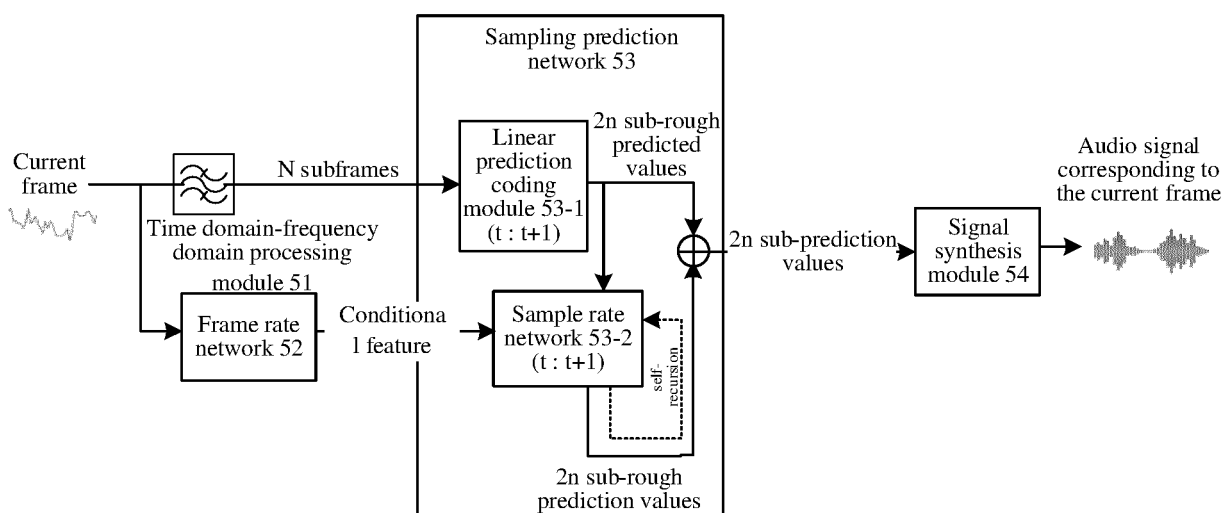 Sampling prediction
network 53
Current
frame
Time domain-frequency
domain processing
module 51
N subframes
Linear
prediction
coding
module 53-1
(t : t+1)
2n sub-rough
predicted
values
Frame rate
network 52
Conditiona
l feature
Sample rate
network 53-2
(t : t+1)
self-
recursion
2n sub-rough
prediction values
2n sub-prediction
values
Signal
synthesis
module 54
Audio signal
corresponding to
the current frame